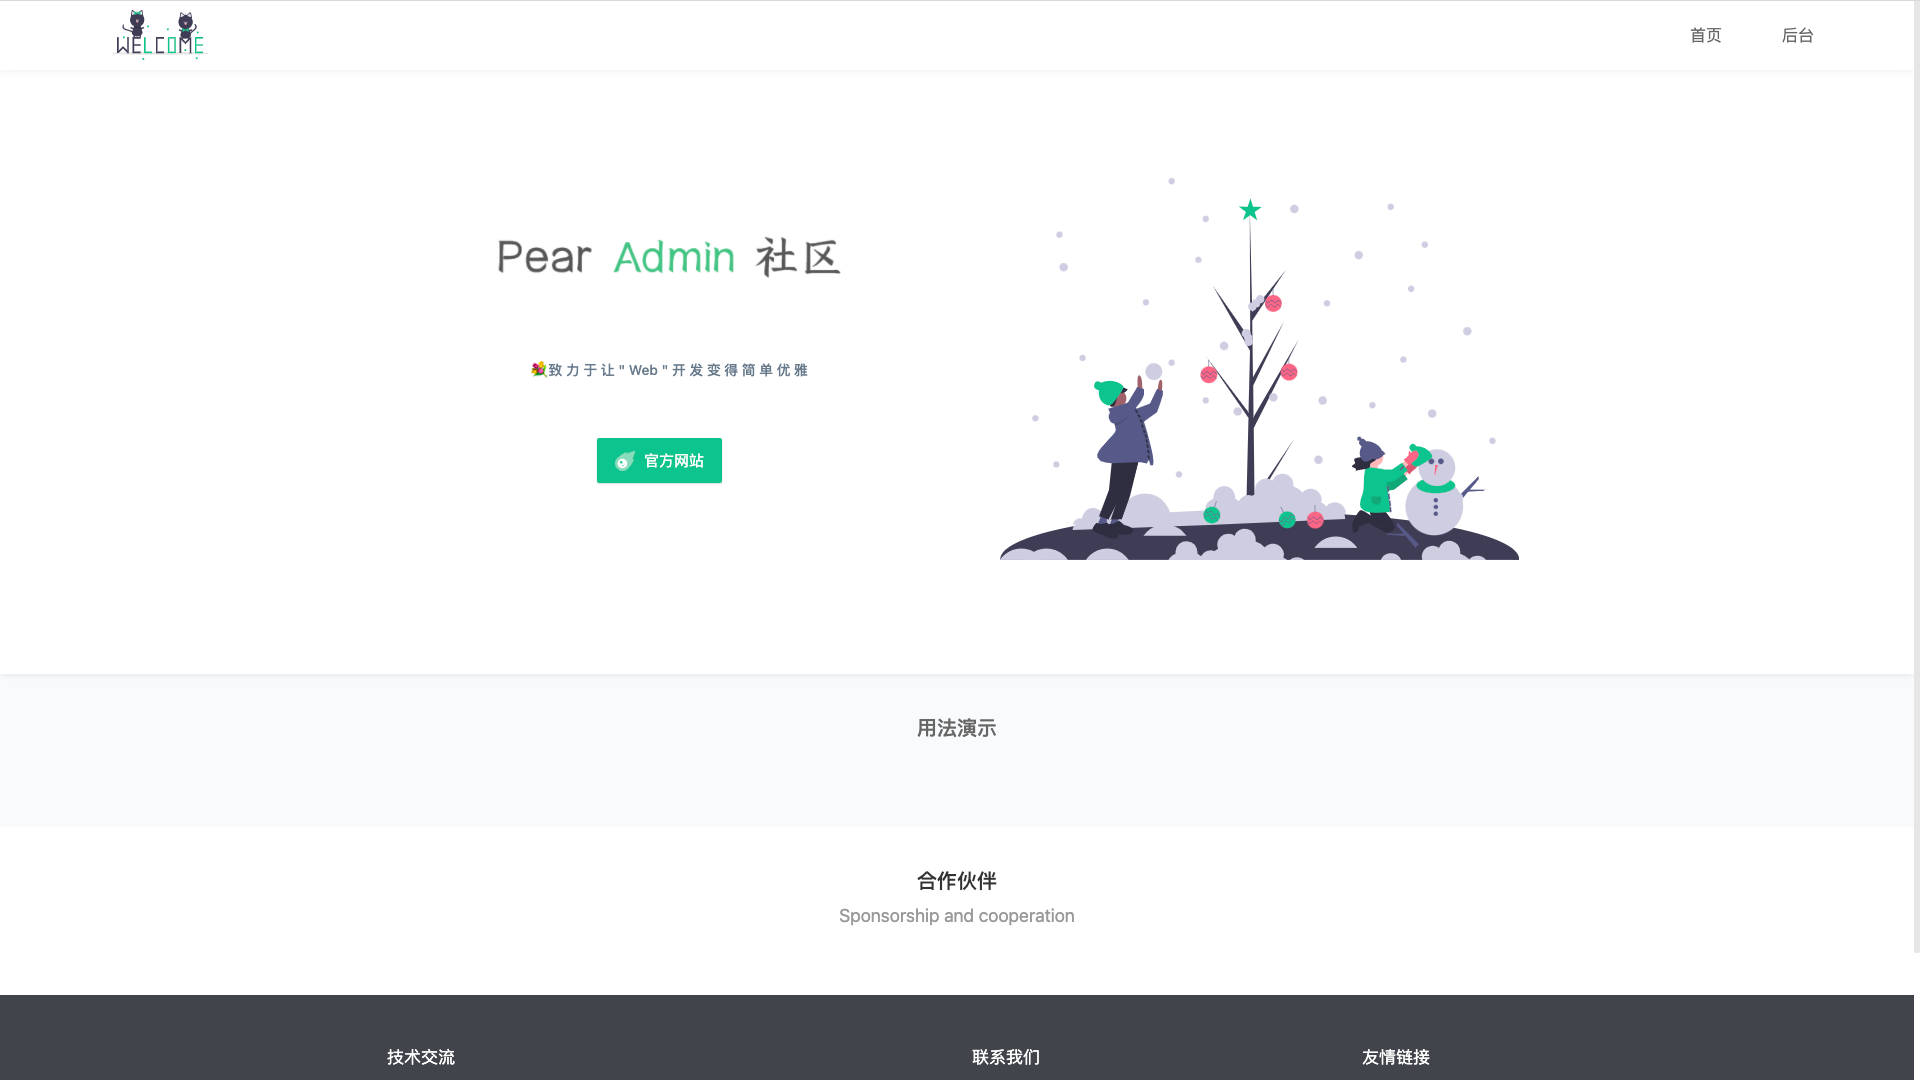 WELCOME
首页
后台
Pear Admin 社区
致力于让"Web"开发变得简单优雅
官方网站
用法演示
合作伙伴
Sponsorship and cooperation
技术交流
联系我们
友情链接